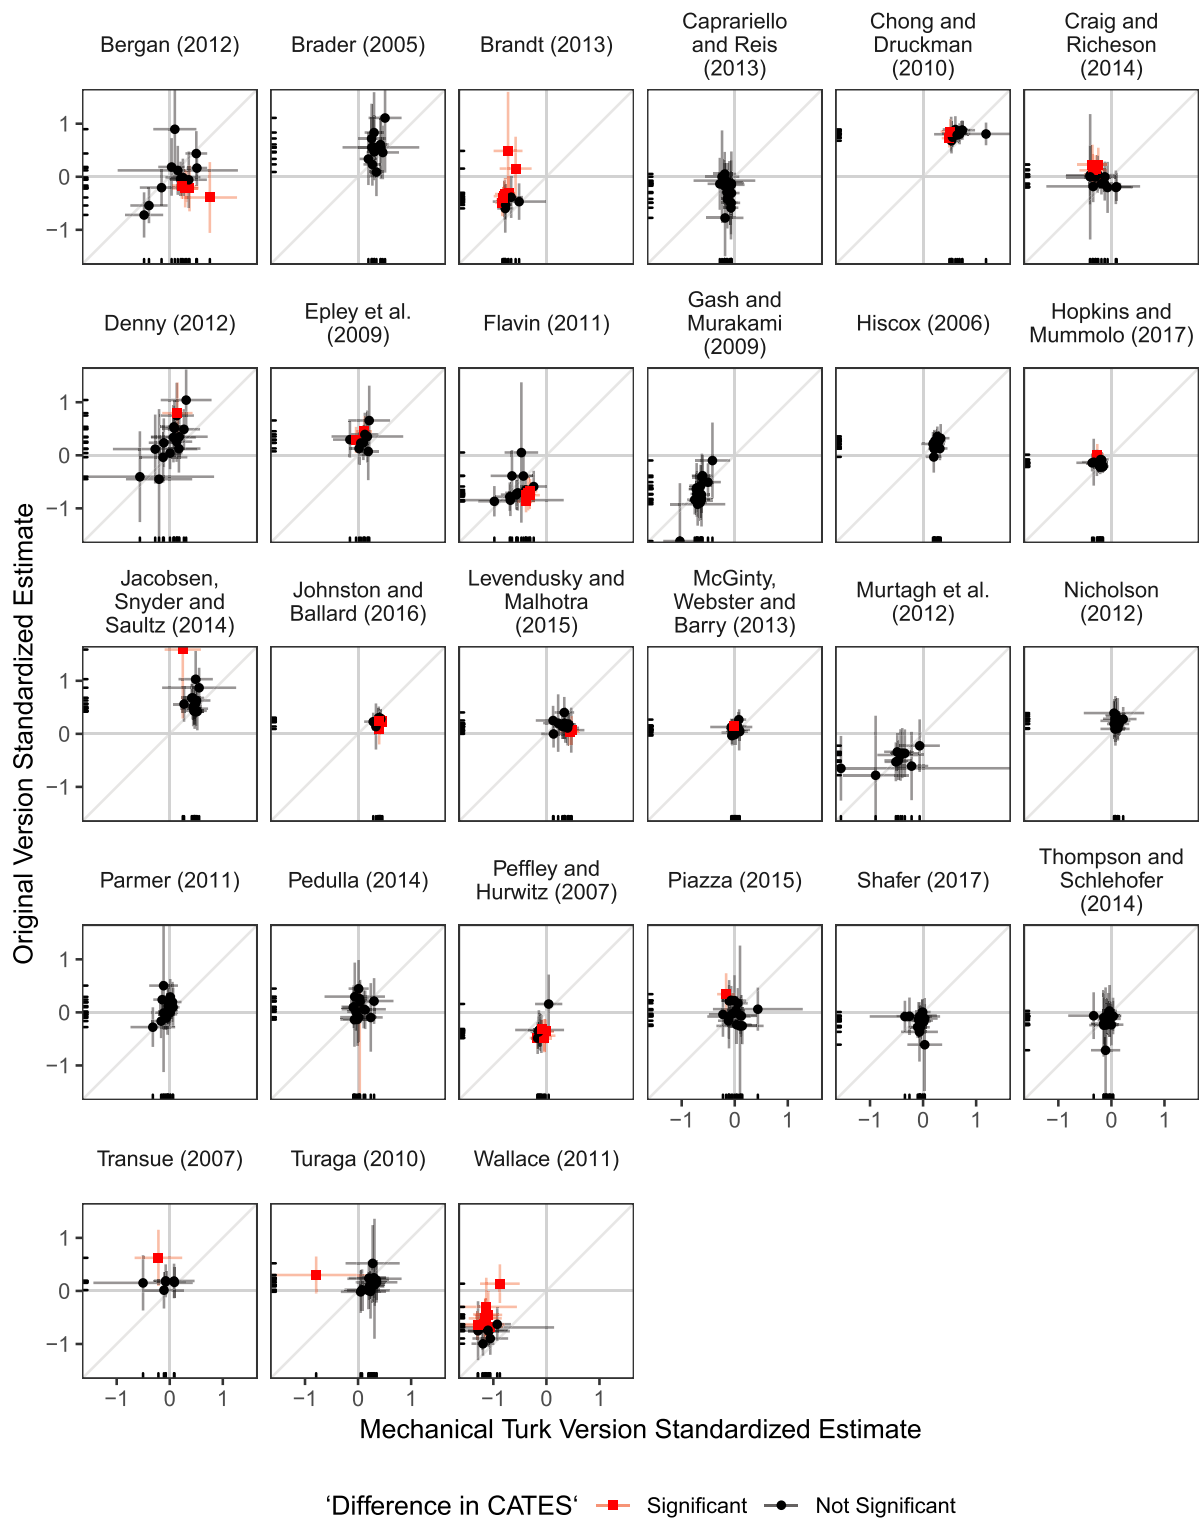 Bergan (2012)
Brader (2005)
Brandt (2013)
Caprariello
and Reis
(2013)
Chong and
Druckman
(2010)
Craig and
Richeson
(2014)
1
0
−1
Denny (2012)
Epley et al.
(2009)
Flavin (2011)
Gash and
Murakami
(2009)
Hiscox (2006)
Hopkins and
Mummolo (2017)
1
0
−1
Jacobsen,
Snyder and
Saultz (2014)
Johnston and
Ballard (2016)
Levendusky and
Malhotra
(2015)
McGinty,
Webster and
Barry (2013)
Murtagh et al.
(2012)
Nicholson
(2012)
1
0
−1
Parmer (2011)
Pedulla (2014)
Peffley and
Hurwitz (2007)
Piazza (2015)
Shafer (2017)
Thompson and
Schlehofer
(2014)
1
0
−1
−1 0 1
−1 0 1
−1 0 1
Transue (2007)
Turaga (2010)
Wallace (2011)
1
0
−1
−1 0 1
−1 0 1
−1 0 1
Original Version Standardized Estimate
Mechanical Turk Version Standardized Estimate
‘Difference in CATES‘ Significant Not Significant